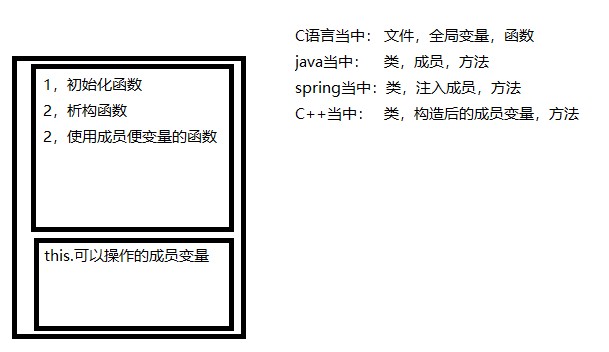 1，初始化函数
2，析构函数
2，使用成员便变量的函数
this.可以操作的成员变量
C语言当中： 文件，全局变量，函数
java当中： 类，成员，方法
spring当中：类，注入成员，方法
C++当中： 类，构造后的成员变量，方法